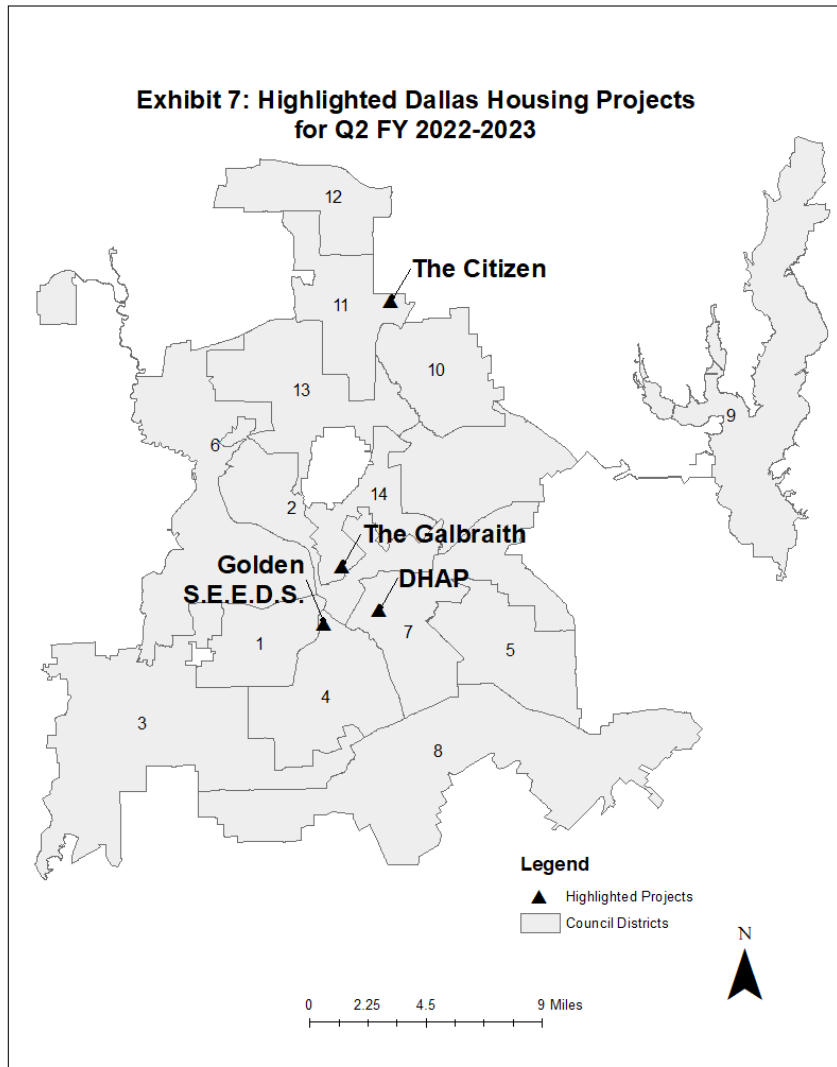 Exhibit 7: Highlighted Dallas Housing Projects
for Q2 FY 2022-2023
12
The Citizen
11
10
13
9
6
14
2
The Galbraith
Golden
S.E.E.D.S.
DHAP
7
1
5
4
3
8
Legend
Highlighted Projects
Council Districts
N
0 2.25 4.5 9 Miles